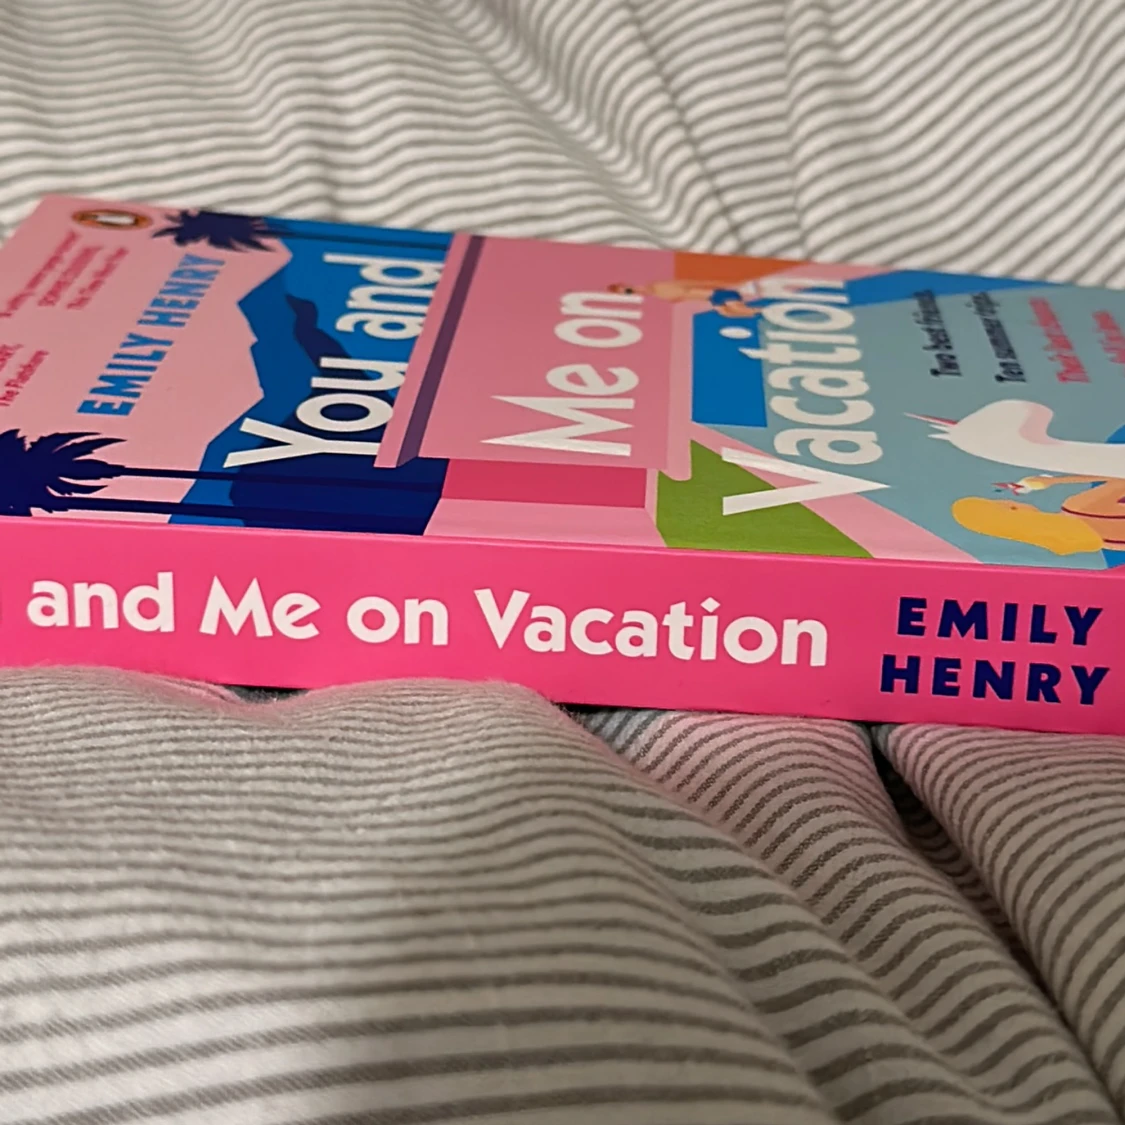 EMILY HENRY
You and
Me on
Vacation
Two best friends.
Ten summer trips.
and Me on Vacation
EMILY
HENRY